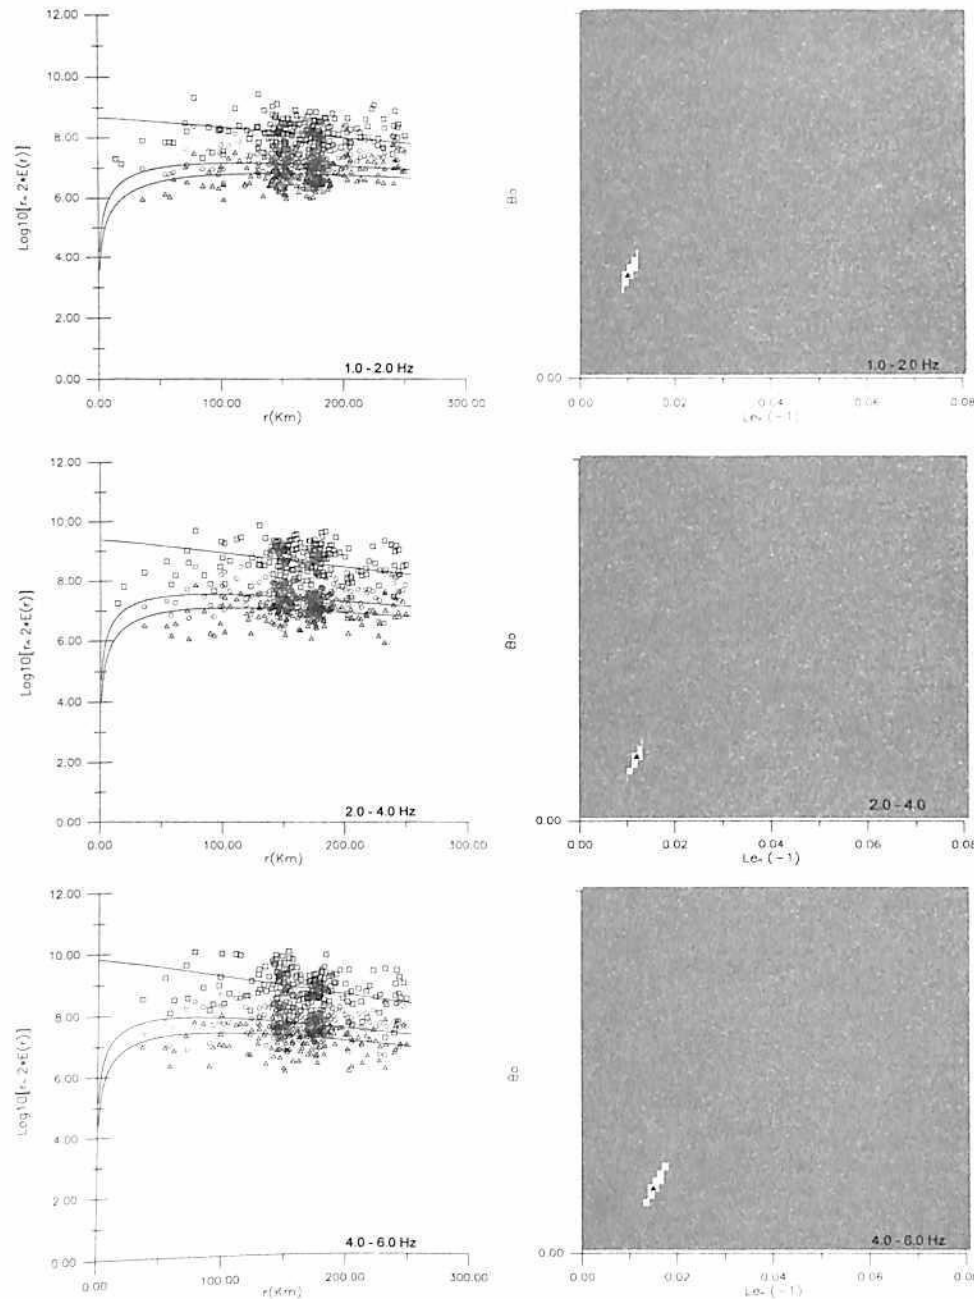 12.00
10.00
8.00
6.00
4.00
2.00
0.00
Log10[r^2*E(r)]
0.00 100.00 200.00 300.00
r(Km)
1.0 - 2.0 Hz
Bo
0.00
0.00 0.02 0.04 0.06 0.08
Le^(-1)
1.0 - 2.0 Hz
12.00
10.00
8.00
6.00
4.00
2.00
0.00
Log10[r^2*E(r)]
0.00 100.00 200.00 300.00
r(Km)
2.0 - 4.0 Hz
Bo
0.00
0.00 0.02 0.04 0.06 0.08
Le^(-1)
2.0 - 4.0
12.00
10.00
8.00
6.00
4.00
2.00
0.00
Log10[r^2*E(r)]
0.00 100.00 200.00 300.00
r(Km)
4.0 - 6.0 Hz
Bo
0.00
0.00 0.02 0.04 0.06 0.08
Le^(-1)
4.0 - 6.0 Hz